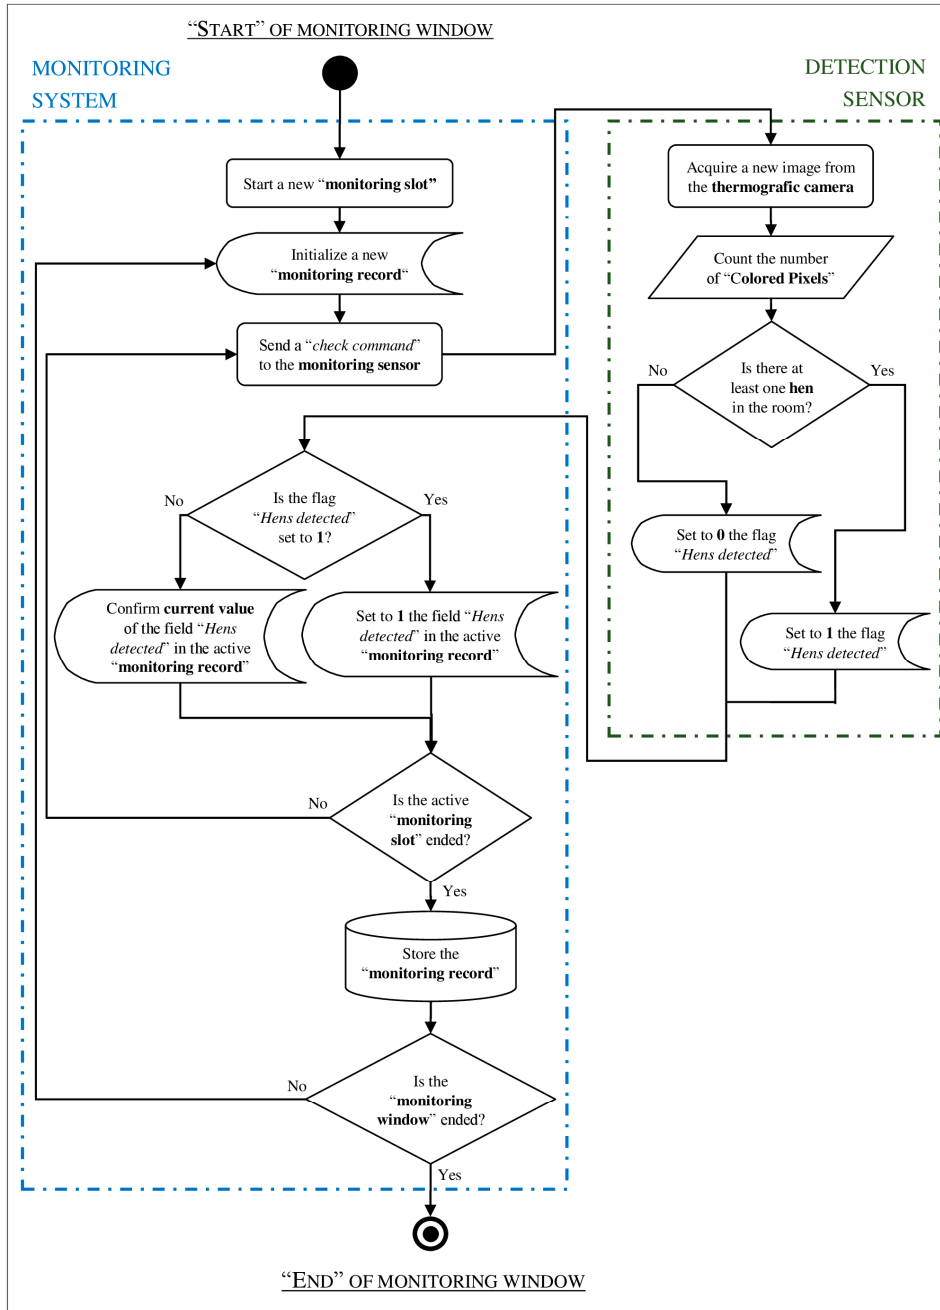 “START” OF MONITORING WINDOW
MONITORING
SYSTEM
DETECTION
SENSOR
Start a new “monitoring slot”
Initialize a new
“monitoring record“
Send a “check command”
to the monitoring sensor
Acquire a new image from
the thermografic camera
Count the number
of “Colored Pixels”
Is there at
least one hen
in the room?
No
Yes
Set to 0 the flag
“Hens detected”
Set to 1 the flag
“Hens detected”
Is the flag
“Hens detected”
set to 1?
No
Yes
Confirm current value
of the field “Hens
detected” in the active
“monitoring record”
Set to 1 the field “Hens
detected” in the active
“monitoring record”
Is the active
“monitoring
slot” ended?
No
Yes
Store the
“monitoring record”
Is the
“monitoring
window” ended?
No
Yes
“END” OF MONITORING WINDOW